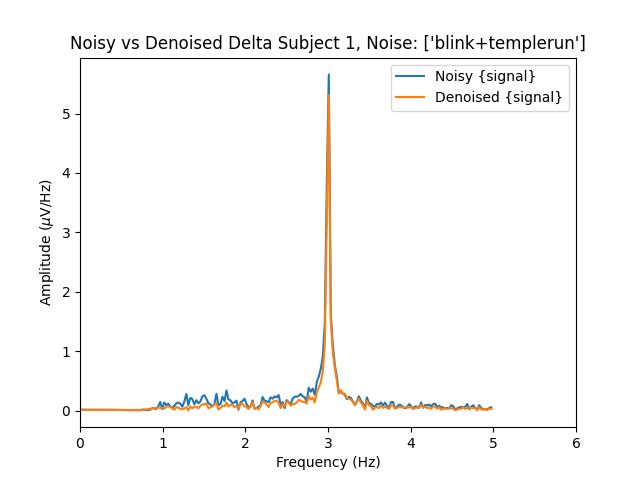 Noisy vs Denoised Delta Subject 1, Noise: ['blink+templerun']
Noisy {signal}
Denoised {signal}
Amplitude (μV/Hz)
5
4
3
2
1
0
0 1 2 3 4 5 6
Frequency (Hz)